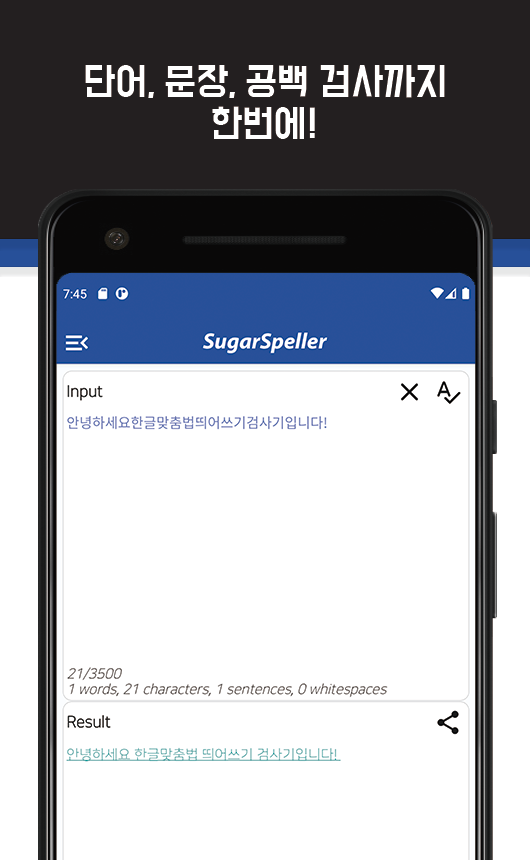 단어, 문장, 공백 검사까지
한번에!
7:45
SugarSpeller
Input
안녕하세요한글맞춤법띄어쓰기검사기입니다!
21/3500
1 words, 21 characters, 1 sentences, 0 whitespaces
Result
안녕하세요 한글맞춤법 띄어쓰기 검사기입니다!